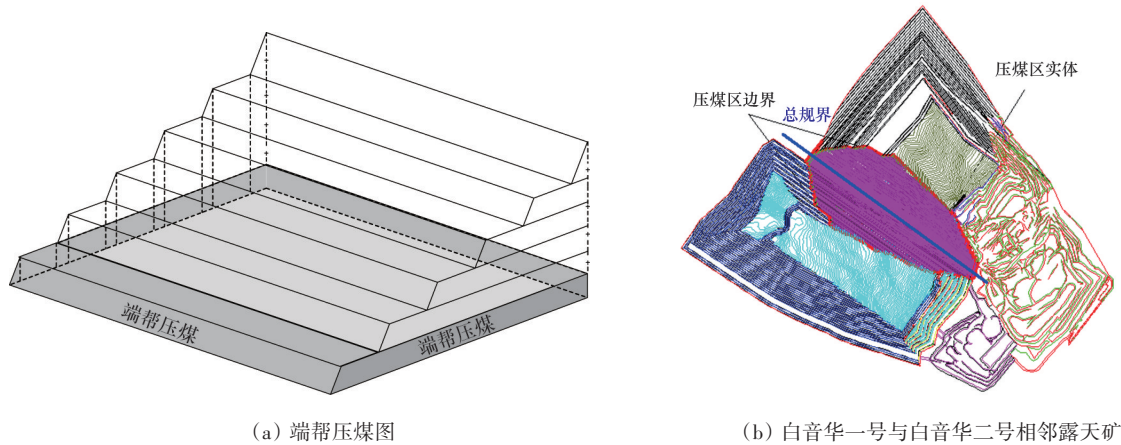 端帮压煤
端帮压煤
(a) 端帮压煤图
压煤区边界
总规界
压煤区实体
(b) 白音华一号与白音华二号相邻露天矿